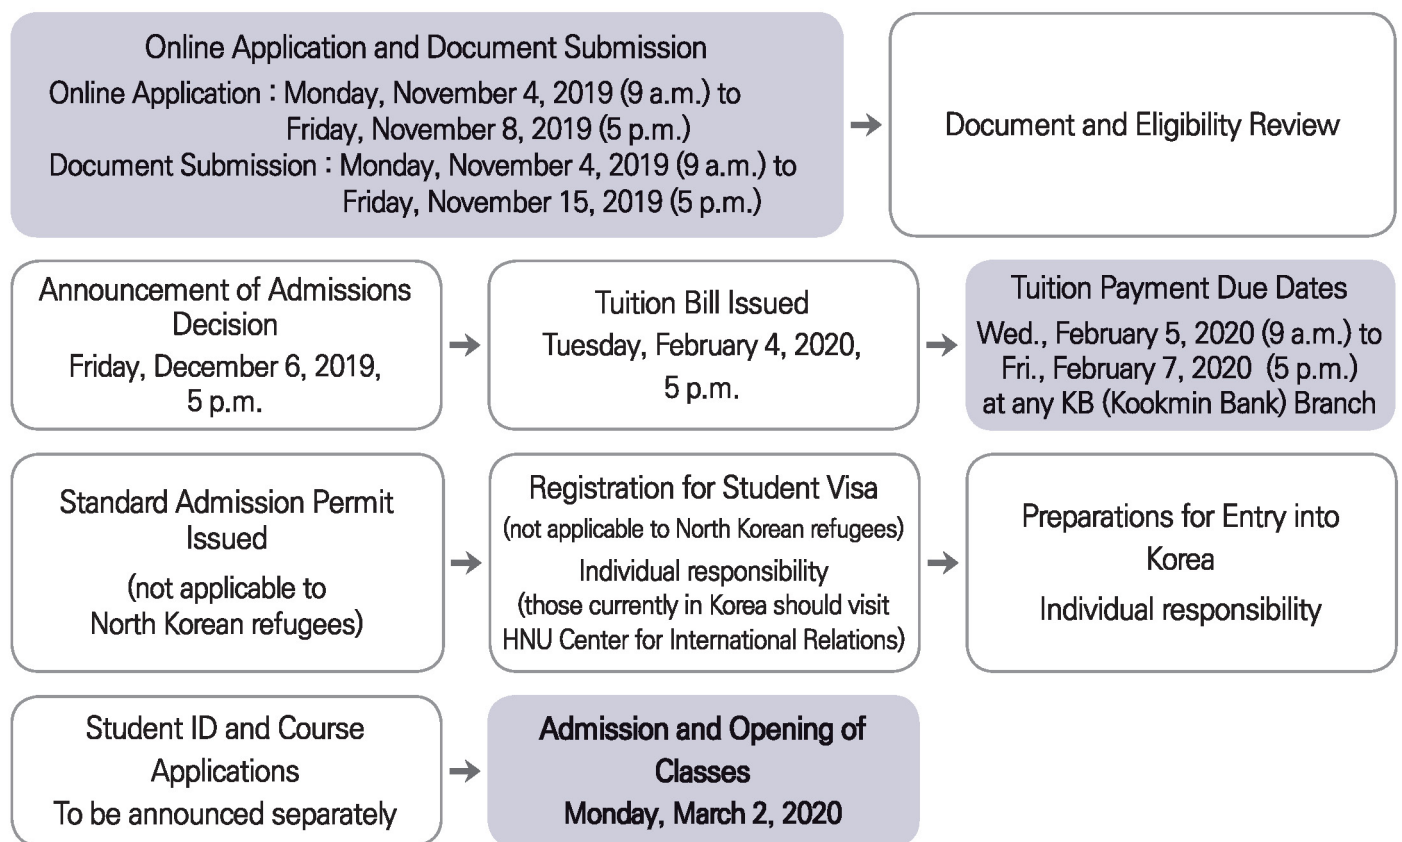 Online Application and Document Submission
Online Application : Monday, November 4, 2019 (9 a.m.) to
Friday, November 8, 2019 (5 p.m.)
Document Submission : Monday, November 4, 2019 (9 a.m.) to
Friday, November 15, 2019 (5 p.m.)
Document and Eligibility Review
Announcement of Admissions
Decision
Friday, December 6, 2019,
5 p.m.
Tuition Bill Issued
Tuesday, February 4, 2020,
5 p.m.
Tuition Payment Due Dates
Wed., February 5, 2020 (9 a.m.) to
Fri., February 7, 2020 (5 p.m.)
at any KB (Kookmin Bank) Branch
Standard Admission Permit
Issued
(not applicable to
North Korean refugees)
Registration for Student Visa
(not applicable to North Korean refugees)
Individual responsibility
(those currently in Korea should visit
HNU Center for International Relations)
Preparations for Entry into
Korea
Individual responsibility
Student ID and Course
Applications
To be announced separately
Admission and Opening of
Classes
Monday, March 2, 2020